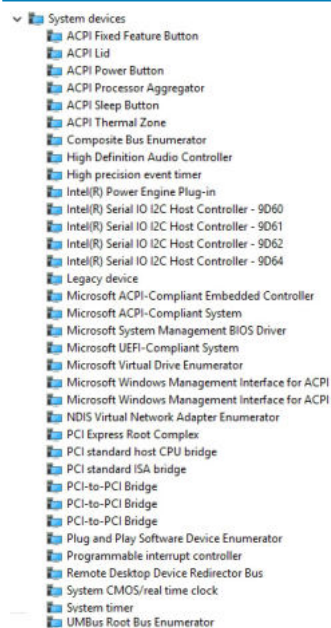 System devices
ACPI Fixed Feature Button
ACPI Lid
ACPI Power Button
ACPI Processor Aggregator
ACPI Sleep Button
ACPI Thermal Zone
Composite Bus Enumerator
High Definition Audio Controller
High precision event timer
Intel(R) Power Engine Plug-in
Intel(R) Serial IO I2C Host Controller - 9D60
Intel(R) Serial IO I2C Host Controller - 9D61
Intel(R) Serial IO I2C Host Controller - 9D62
Intel(R) Serial IO I2C Host Controller - 9D64
Legacy device
Microsoft ACPI-Compliant Embedded Controller
Microsoft ACPI-Compliant System
Microsoft System Management BIOS Driver
Microsoft UEFI-Compliant System
Microsoft Virtual Drive Enumerator
Microsoft Windows Management Interface for ACPI
Microsoft Windows Management Interface for ACPI
NDIS Virtual Network Adapter Enumerator
PCI Express Root Complex
PCI standard host CPU bridge
PCI standard ISA bridge
PCI-to-PCI Bridge
PCI-to-PCI Bridge
PCI-to-PCI Bridge
Plug and Play Software Device Enumerator
Programmable interrupt controller
Remote Desktop Device Redirector Bus
System CMOS/real time clock
System timer
UMBus Root Bus Enumerator